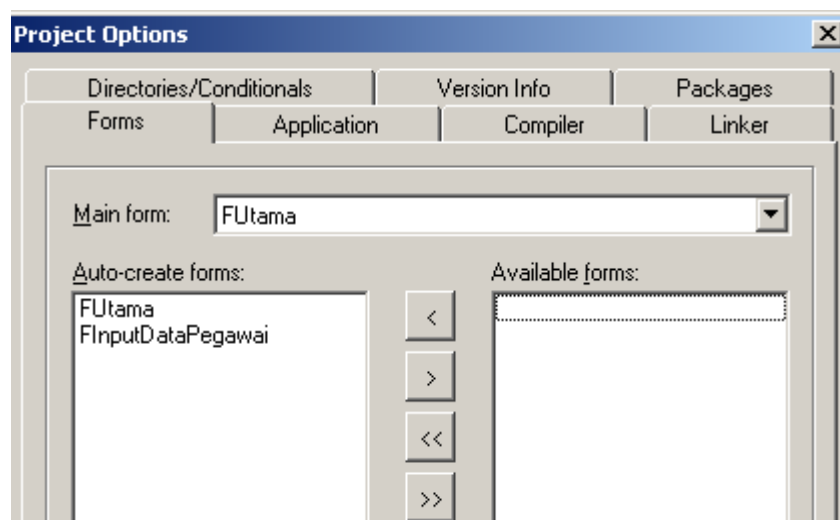 Project Options
Directories/Conditionals Version Info Packages
Forms Application Compiler Linker
Main form: FUtama
Auto-create forms: Available forms:
FUtama
FInputDataPegawai
<
>
<<
>>